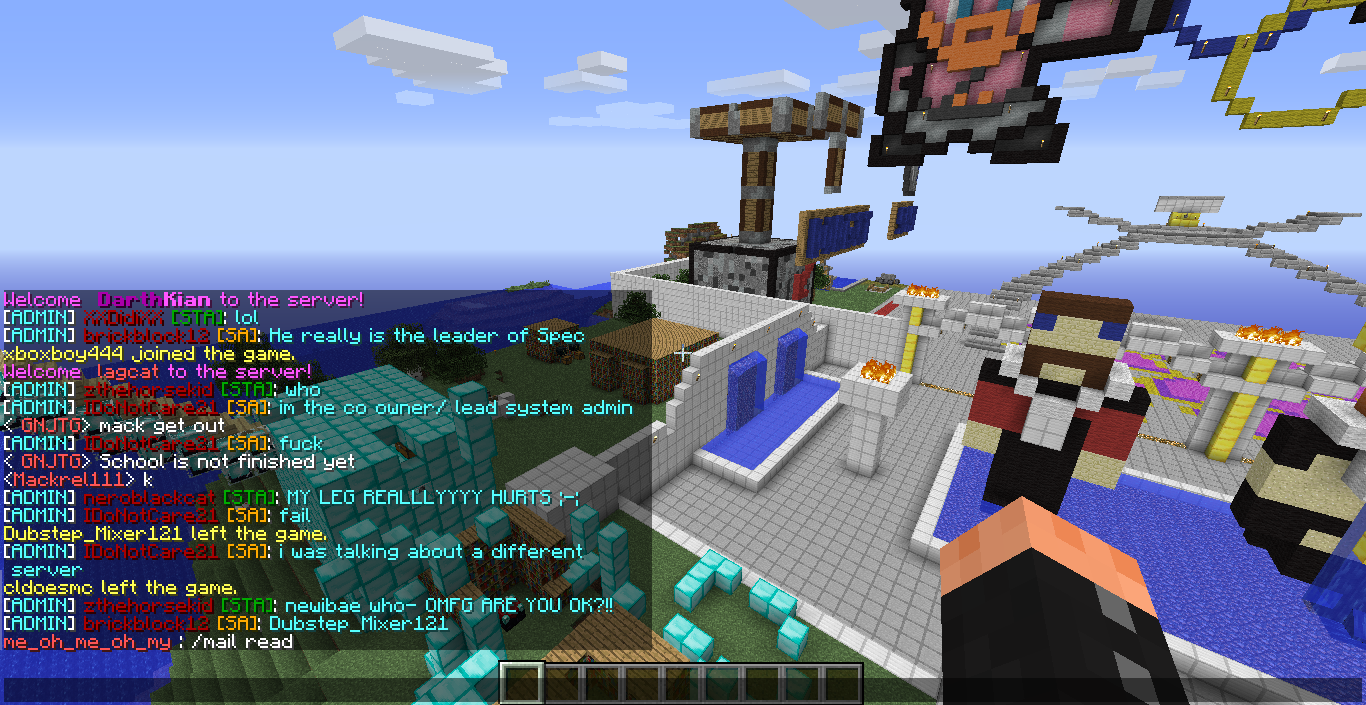 Welcome DarthKian to the server!
[ADMIN] XXDidiXX [STA]: lol
[ADMIN] brickblock12 [SA]: He really is the leader of Spec
xboxboy444 joined the game.
Welcome lagcat to the server!
[ADMIN] zthehorsekid [STA]: who
[ADMIN] IDoNotCare21 [SA]: im the co owner/ lead system admin
< GNJTG> mack get out
[ADMIN] IDoNotCare21 [SA]: fuck
< GNJTG> School is not finished yet
<Mackrel111> k
[ADMIN] neroblackcat [STA]: MY LEG REALLLYYYY HURTS ;-;
[ADMIN] IDoNotCare21 [SA]: fail
Dubstep_Mixer121 left the game.
[ADMIN] IDoNotCare21 [SA]: i was talking about a different
server
cldoesmc left the game.
[ADMIN] zthehorsekid [STA]: newibae who- OMFG ARE YOU OK?!!
[ADMIN] brickblock12 [SA]: Dubstep_Mixer121
me_oh_me_oh_my : /mail read